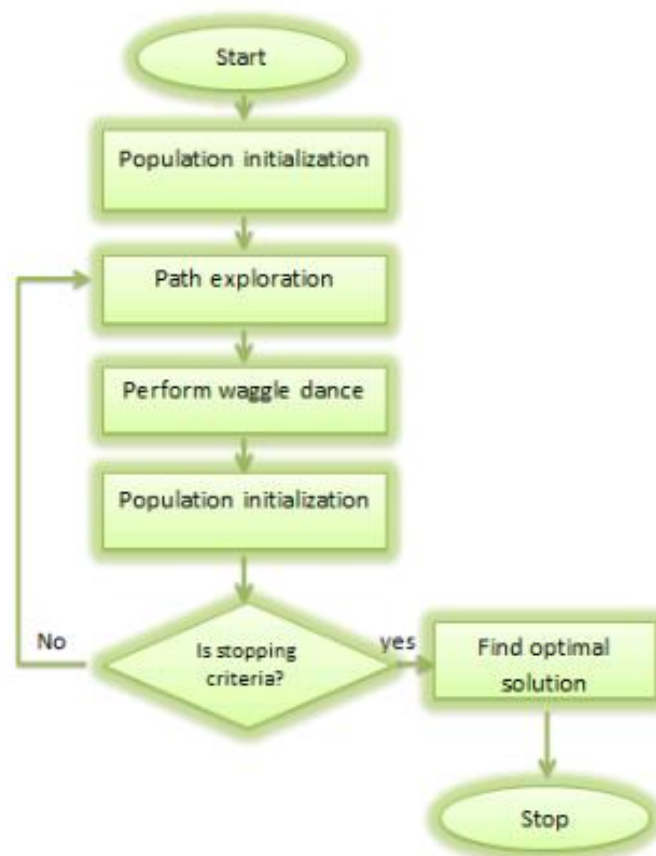 Start
Population initialization
Path exploration
Perform waggle dance
Population initialization
No
Is stopping
criteria?
yes
Find optimal
solution
Stop